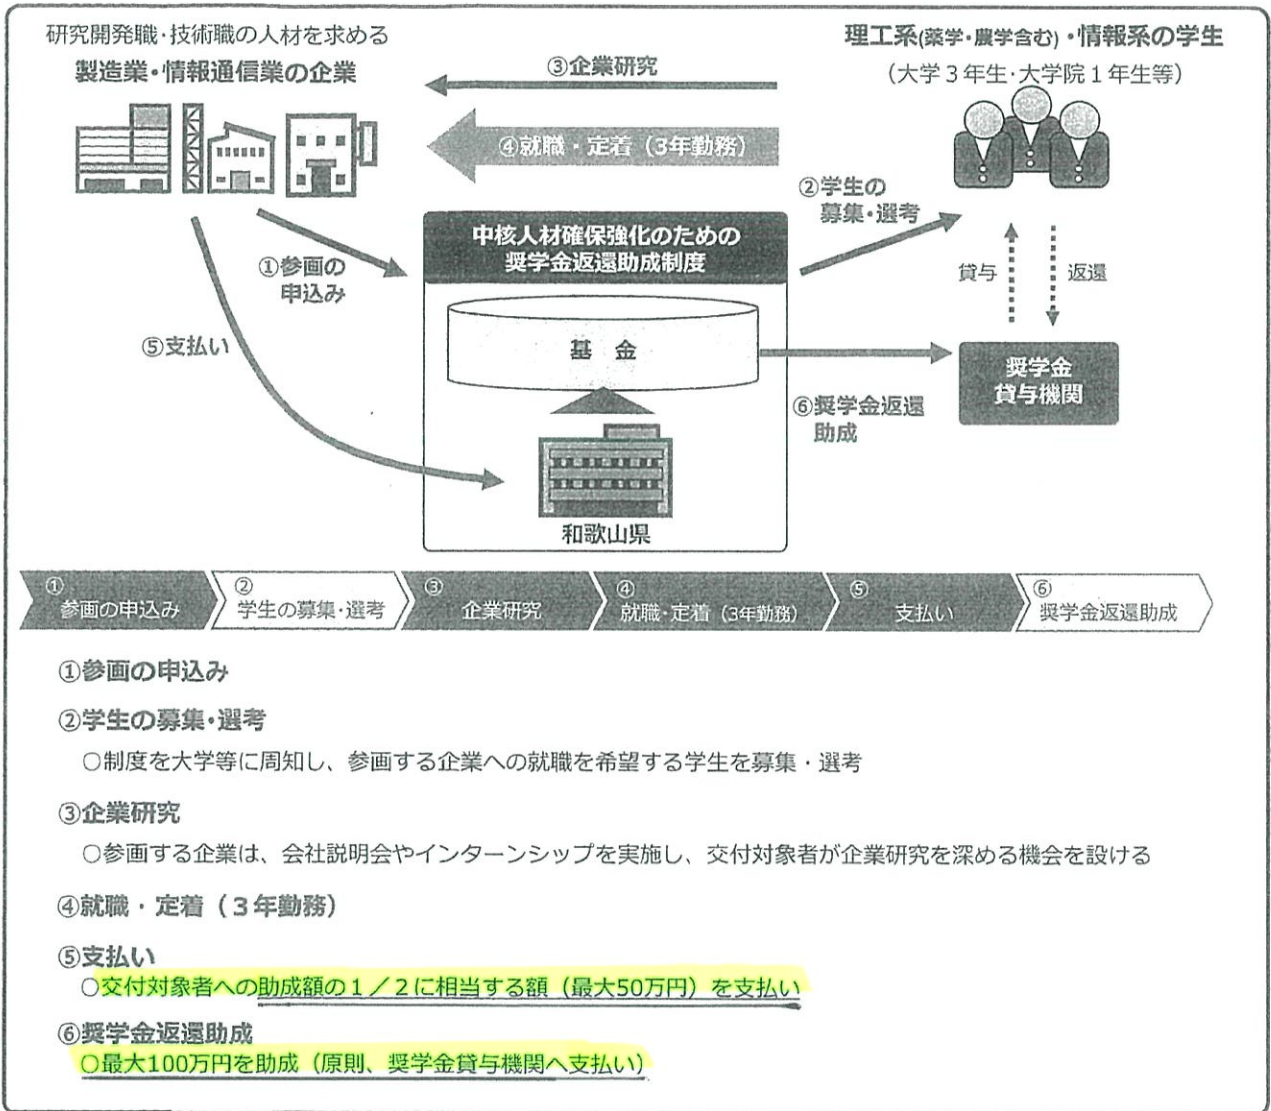 研究開発職・技術職の人材を求める
製造業・情報通信業の企業
理工系(薬学・農学含む)・情報系の学生
（大学３年生・大学院１年生等）
③企業研究
④就職・定着（3年勤務）
②学生の
募集・選考
中核人材確保強化のための
奨学金返還助成制度
①参画の
申込み
貸与
返還
⑤支払い
基　金
奨学金
貸与機関
⑥奨学金返還
助成
和歌山県
①
参画の申込み
②
学生の募集・選考
③
企業研究
④
就職・定着（3年勤務）
⑤
支払い
⑥
奨学金返還助成
①参画の申込み
②学生の募集・選考
○制度を大学等に周知し、参画する企業への就職を希望する学生を募集・選考
③企業研究
○参画する企業は、会社説明会やインターンシップを実施し、交付対象者が企業研究を深める機会を設ける
④就職・定着（３年勤務）
⑤支払い
○交付対象者への助成額の１／２に相当する額（最大50万円）を支払い
⑥奨学金返還助成
○最大100万円を助成（原則、奨学金貸与機関へ支払い）